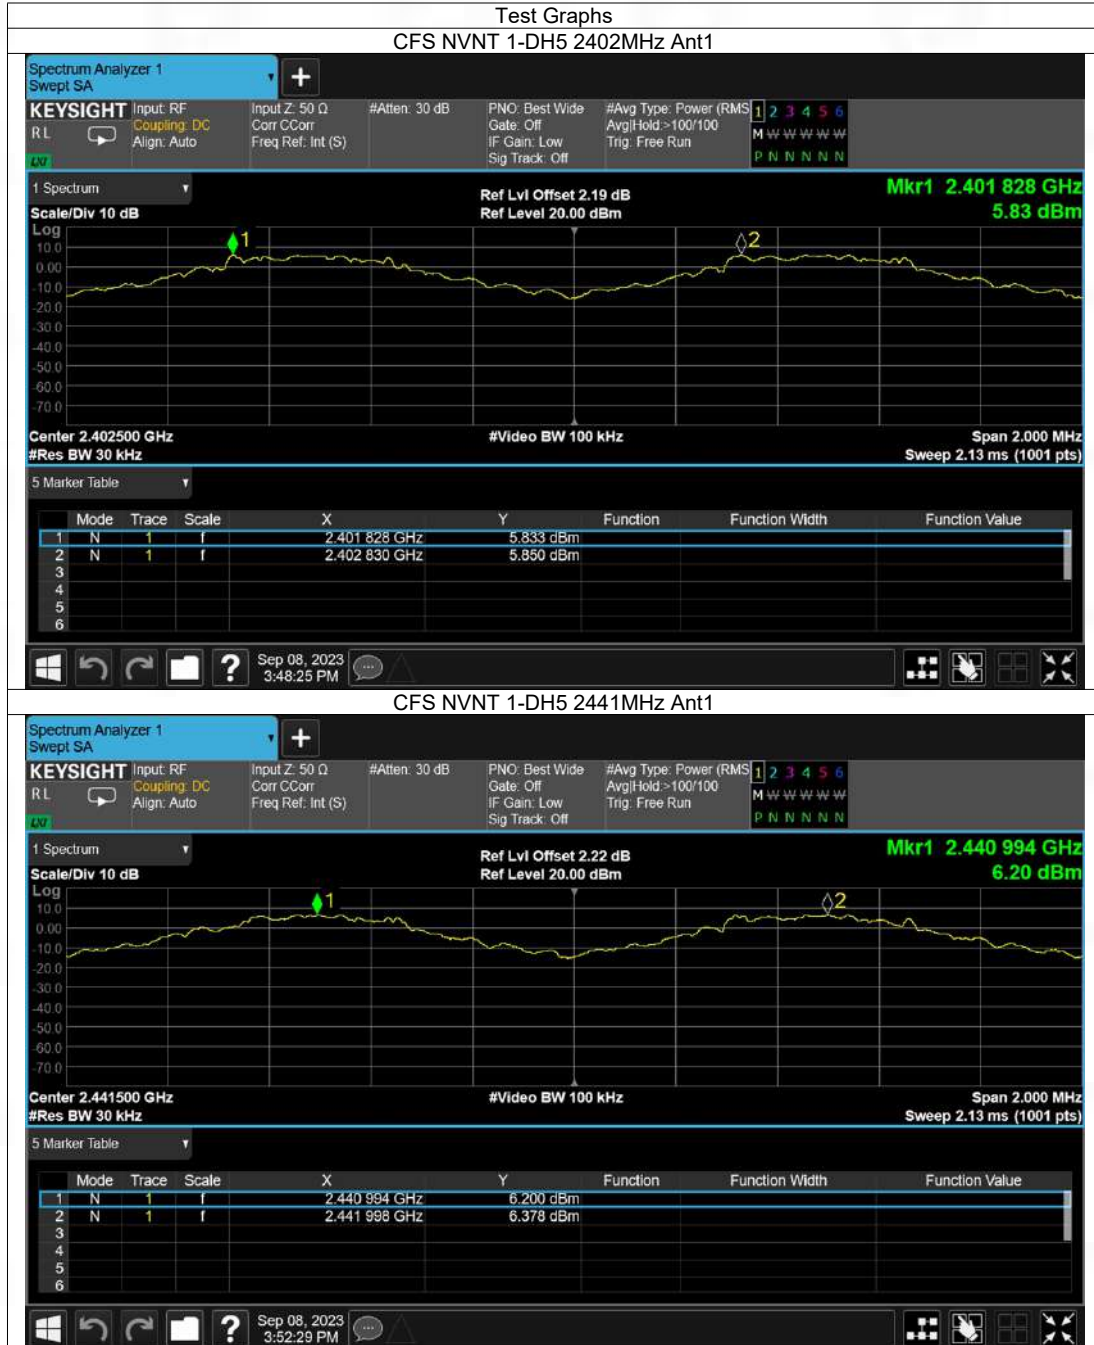 Test Graphs
CFS NVNT 1-DH5 2402MHz Ant1
Spectrum Analyzer 1
Swept SA
KEYSIGHT Input: RF Input Z: 50 Ω #Atten: 30 dB PNO: Best Wide #Avg Type: Power (RMS 1 2 3 4 5 6
RL Coupling: DC Corr CCorr Gate: Off Avg|Hold:>100/100 M W W W W W
Align: Auto Freq Ref: Int (S) IF Gain: Low Trig: Free Run
LXI Sig Track: Off P N N N N N
1 Spectrum Ref Lvl Offset 2.19 dB Mkr1 2.401 828 GHz
Scale/Div 10 dB Ref Level 20.00 dBm 5.83 dBm
Log
10.0
0.00
-10.0
-20.0
-30.0
-40.0
-50.0
-60.0
-70.0
1 2
Center 2.402500 GHz #Video BW 100 kHz Span 2.000 MHz
#Res BW 30 kHz Sweep 2.13 ms (1001 pts)
5 Marker Table
Mode Trace Scale X Y Function Function Width Function Value
1 N 1 f 2.401 828 GHz 5.833 dBm
2 N 1 f 2.402 830 GHz 5.850 dBm
3
4
5
6
? Sep 08, 2023
3:48:25 PM
CFS NVNT 1-DH5 2441MHz Ant1
Spectrum Analyzer 1
Swept SA
KEYSIGHT Input: RF Input Z: 50 Ω #Atten: 30 dB PNO: Best Wide #Avg Type: Power (RMS 1 2 3 4 5 6
RL Coupling: DC Corr CCorr Gate: Off Avg|Hold:>100/100 M W W W W W
Align: Auto Freq Ref: Int (S) IF Gain: Low Trig: Free Run
LXI Sig Track: Off P N N N N N
1 Spectrum Ref Lvl Offset 2.22 dB Mkr1 2.440 994 GHz
Scale/Div 10 dB Ref Level 20.00 dBm 6.20 dBm
Log
10.0
0.00
-10.0
-20.0
-30.0
-40.0
-50.0
-60.0
-70.0
1 2
Center 2.441500 GHz #Video BW 100 kHz Span 2.000 MHz
#Res BW 30 kHz Sweep 2.13 ms (1001 pts)
5 Marker Table
Mode Trace Scale X Y Function Function Width Function Value
1 N 1 f 2.440 994 GHz 6.200 dBm
2 N 1 f 2.441 998 GHz 6.378 dBm
3
4
5
6
? Sep 08, 2023
3:52:29 PM